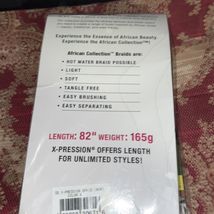 Experience the Essence of African Beauty
Experience the African Collection™!
African Collection™ Braids are:
• HOT WATER BRAID POSSIBLE
• LIGHT
• SOFT
• TANGLE FREE
• EASY BRUSHING
• EASY SEPARATING
LENGTH: 82" WEIGHT: 165g
X-PRESSION® OFFERS LENGTH
FOR UNLIMITED STYLES!